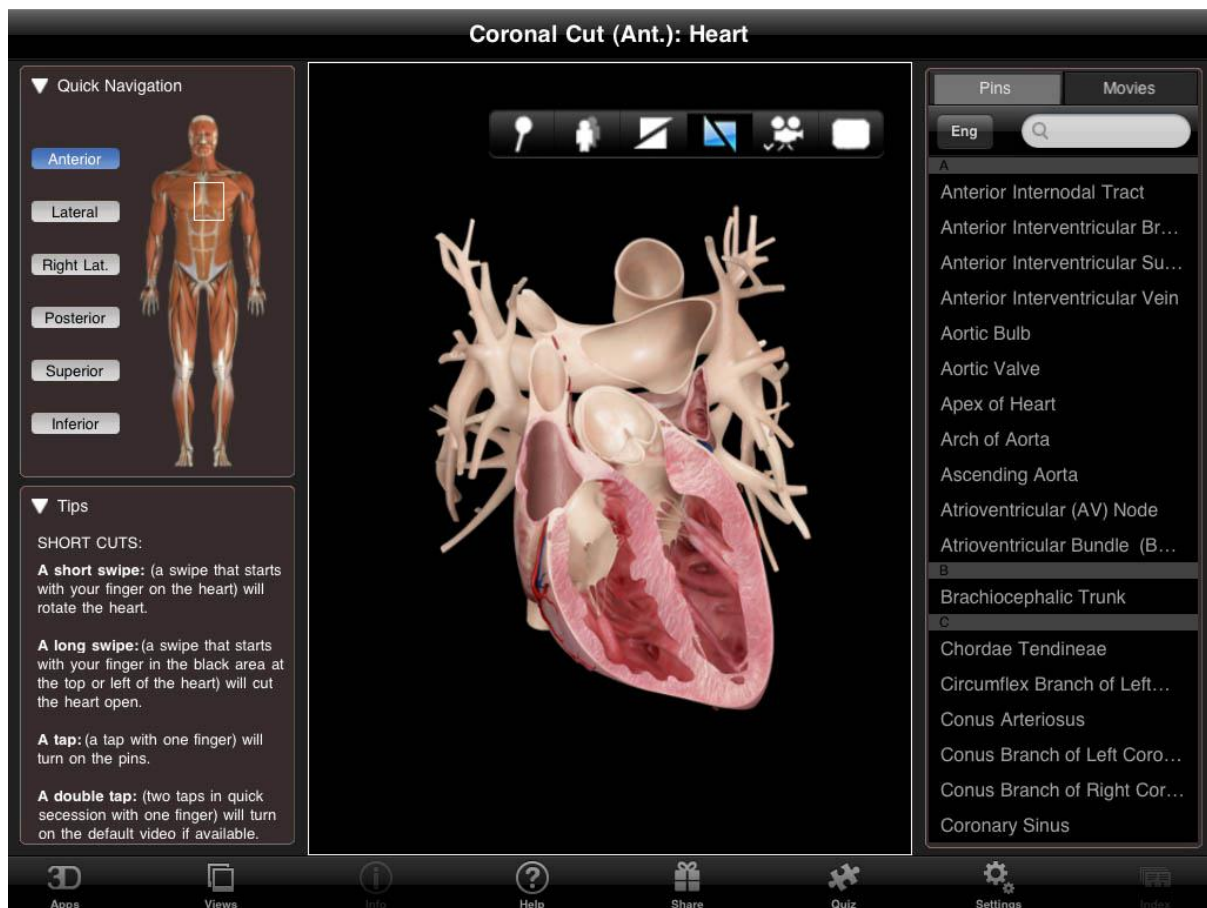 Coronal Cut (Ant.): Heart
Quick Navigation
Anterior
Lateral
Right Lat.
Posterior
Superior
Inferior
Tips
SHORT CUTS:
A short swipe: (a swipe that starts
with your finger on the heart) will
rotate the heart.
A long swipe: (a swipe that starts
with your finger in the black area at
the top or left of the heart) will cut
the heart open.
A tap: (a tap with one finger) will
turn on the pins.
A double tap: (two taps in quick
secession with one finger) will turn
on the default video if available.
Pins Movies
Eng
A
Anterior Internodal Tract
Anterior Interventricular Br...
Anterior Interventricular Su...
Anterior Interventricular Vein
Aortic Bulb
Aortic Valve
Apex of Heart
Arch of Aorta
Ascending Aorta
Atrioventricular (AV) Node
Atrioventricular Bundle (B...
B
Brachiocephalic Trunk
C
Chordae Tendineae
Circumflex Branch of Left...
Conus Arteriosus
Conus Branch of Left Coro...
Conus Branch of Right Cor...
Coronary Sinus
3D
Apps Views Info Help Share Quiz Settings Index